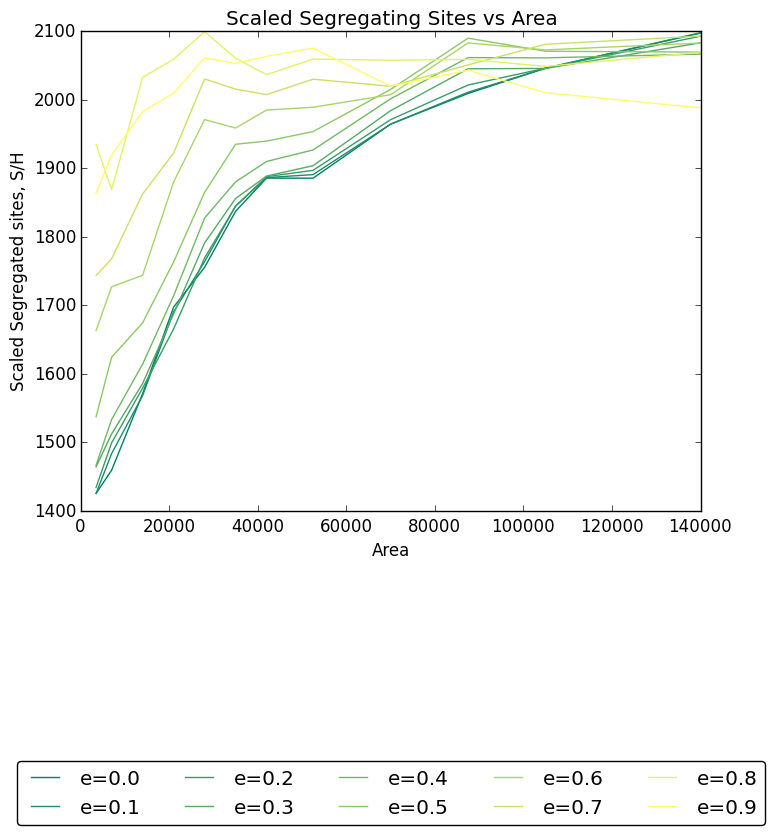 Scaled Segregating Sites vs Area
2100
2000
1900
1800
1700
1600
1500
1400
Scaled Segregated sites, S/H
0 20000 40000 60000 80000 100000 120000 140000
Area
e=0.0 e=0.2 e=0.4 e=0.6 e=0.8
e=0.1 e=0.3 e=0.5 e=0.7 e=0.9